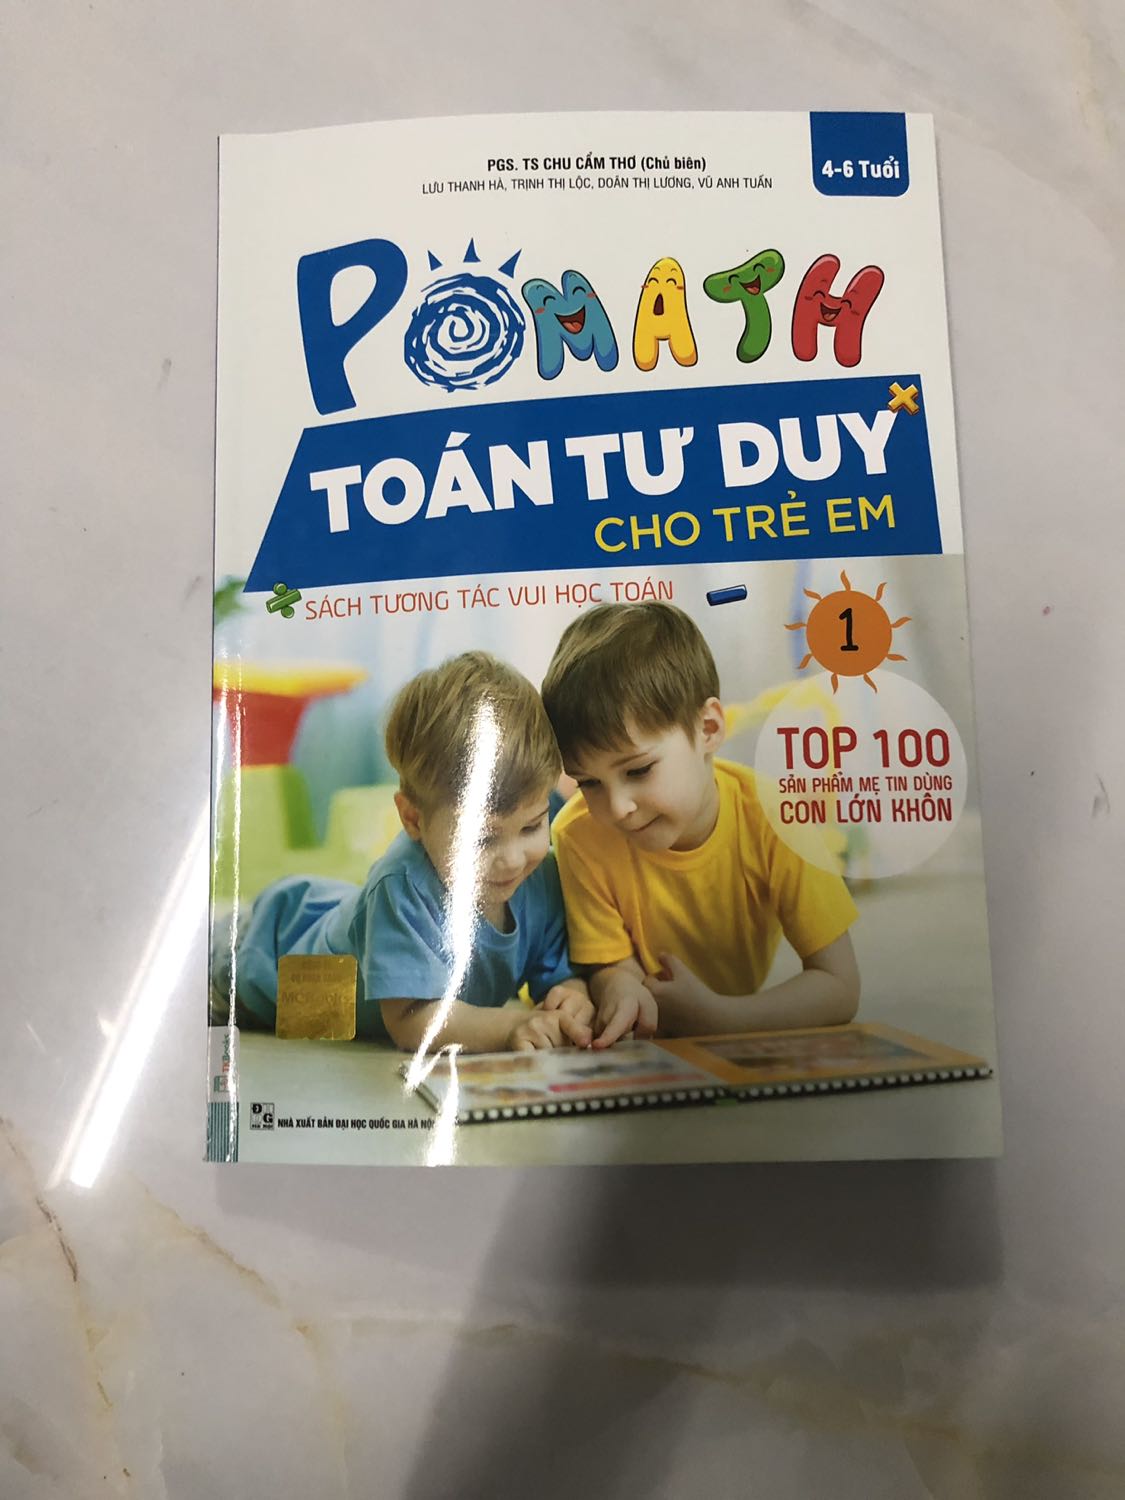 PGS. TS CHU CẨM THƠ (Chủ biên)
LƯU THANH HÀ, TRỊNH THỊ LỘC, DOÃN THỊ LƯƠNG, VŨ ANH TUẤN
4-6 Tuổi
POMATH
TOÁN TƯ DUY
CHO TRẺ EM
SÁCH TƯƠNG TÁC VUI HỌC TOÁN
1
TOP 100
SẢN PHẨM MẸ TIN DÙNG
CON LỚN KHÔN
MCBooks
NHÀ XUẤT BẢN ĐẠI HỌC QUỐC GIA HÀ NỘI